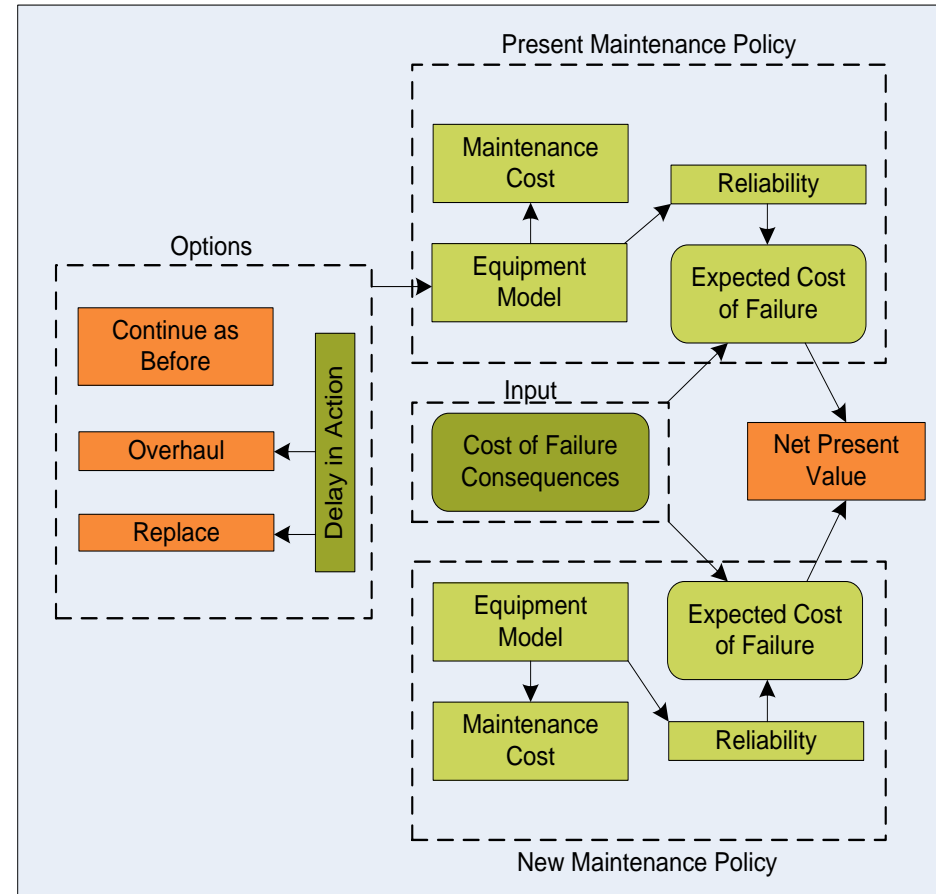 Present Maintenance Policy
Maintenance
Cost
Reliability
Options
Equipment
Model
Expected Cost
of Failure
Continue as
Before
Delay in Action
Overhaul
Replace
Input
Cost of Failure
Consequences
Net Present
Value
Equipment
Model
Expected Cost
of Failure
Maintenance
Cost
Reliability
New Maintenance Policy